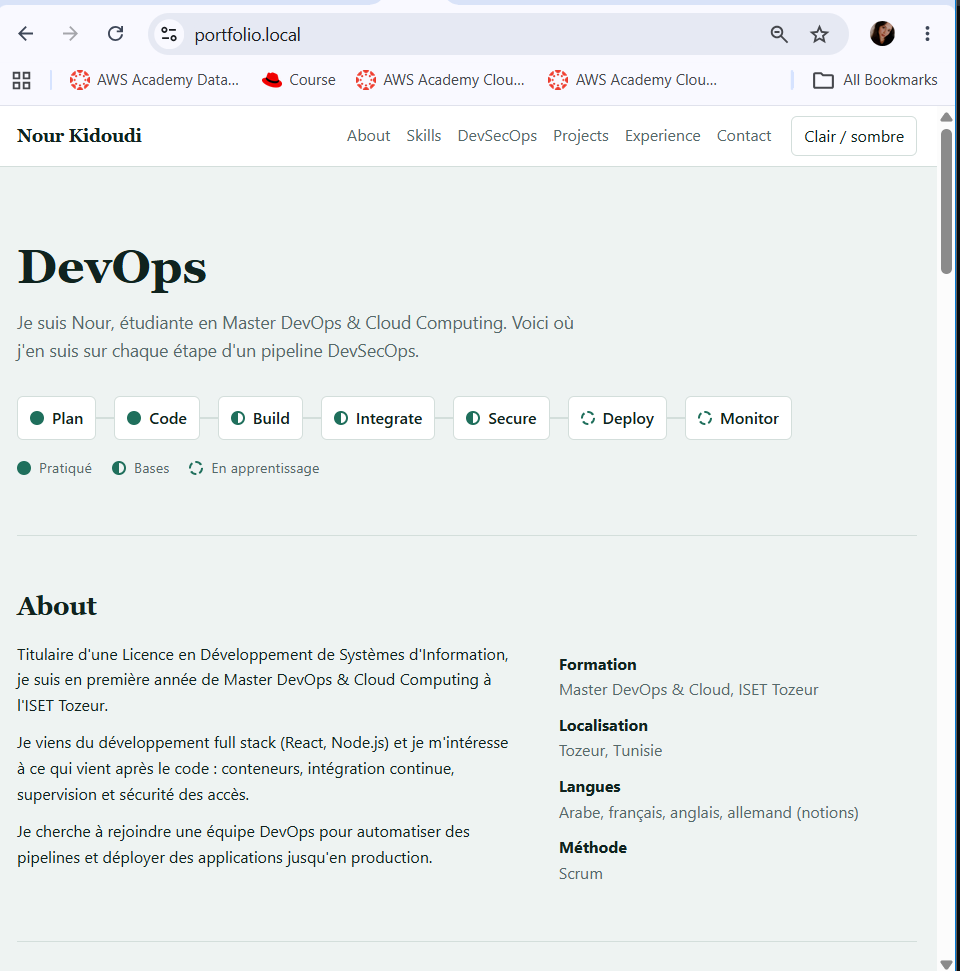 portfolio.local
AWS Academy Data...
Course
AWS Academy Clou...
AWS Academy Clou...
All Bookmarks
Nour Kidoudi
About
Skills
DevSecOps
Projects
Experience
Contact
Clair / sombre
DevOps
Je suis Nour, étudiante en Master DevOps & Cloud Computing. Voici où
j'en suis sur chaque étape d'un pipeline DevSecOps.
Plan
Code
Build
Integrate
Secure
Deploy
Monitor
Pratiqué
Bases
En apprentissage
About
Titulaire d'une Licence en Développement de Systèmes d'Information,
je suis en première année de Master DevOps & Cloud Computing à
l'ISET Tozeur.
Je viens du développement full stack (React, Node.js) et je m'intéresse
à ce qui vient après le code : conteneurs, intégration continue,
supervision et sécurité des accès.
Je cherche à rejoindre une équipe DevOps pour automatiser des
pipelines et déployer des applications jusqu'en production.
Formation
Master DevOps & Cloud, ISET Tozeur
Localisation
Tozeur, Tunisie
Langues
Arabe, français, anglais, allemand (notions)
Méthode
Scrum